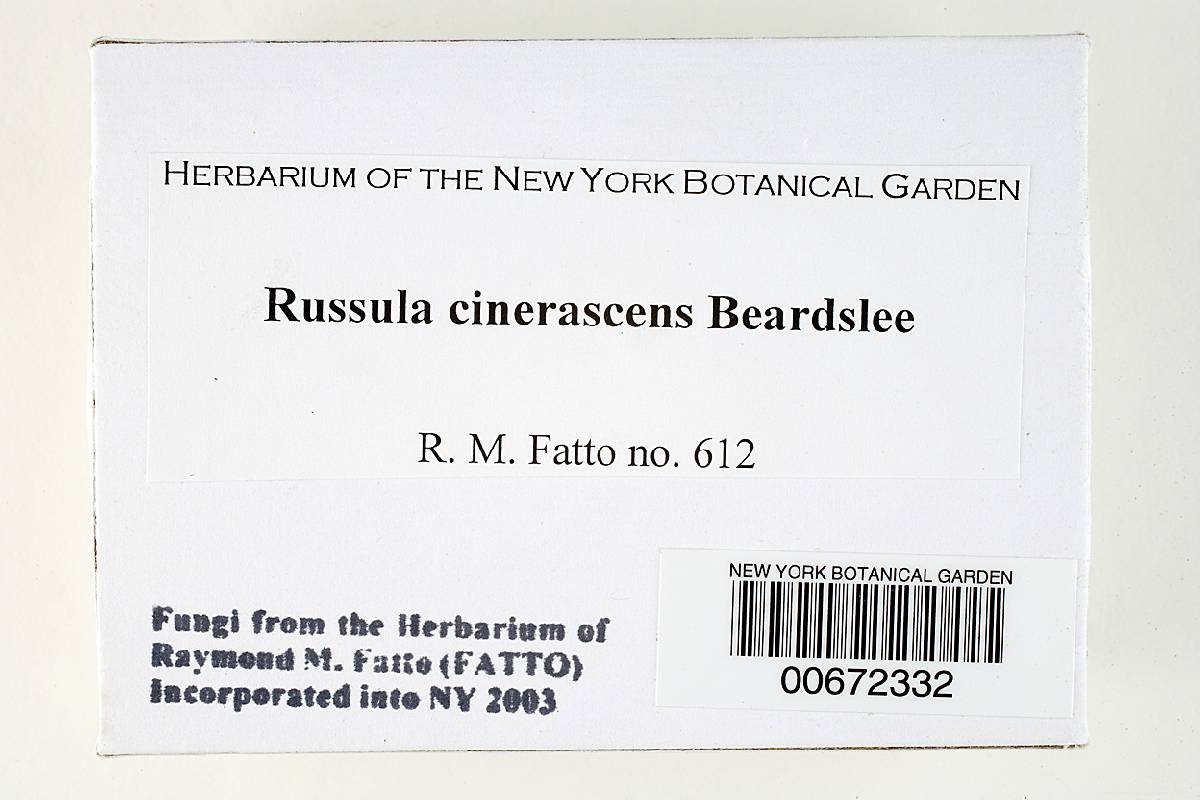 HERBARIUM OF THE NEW YORK BOTANICAL GARDEN
Russula cinerascens Beardslee
R. M. Fatto no. 612
NEW YORK BOTANICAL GARDEN
00672332
Fungi from the Herbarium of
Raymond M. Fatto (FATTO)
Incorporated into NY 2003